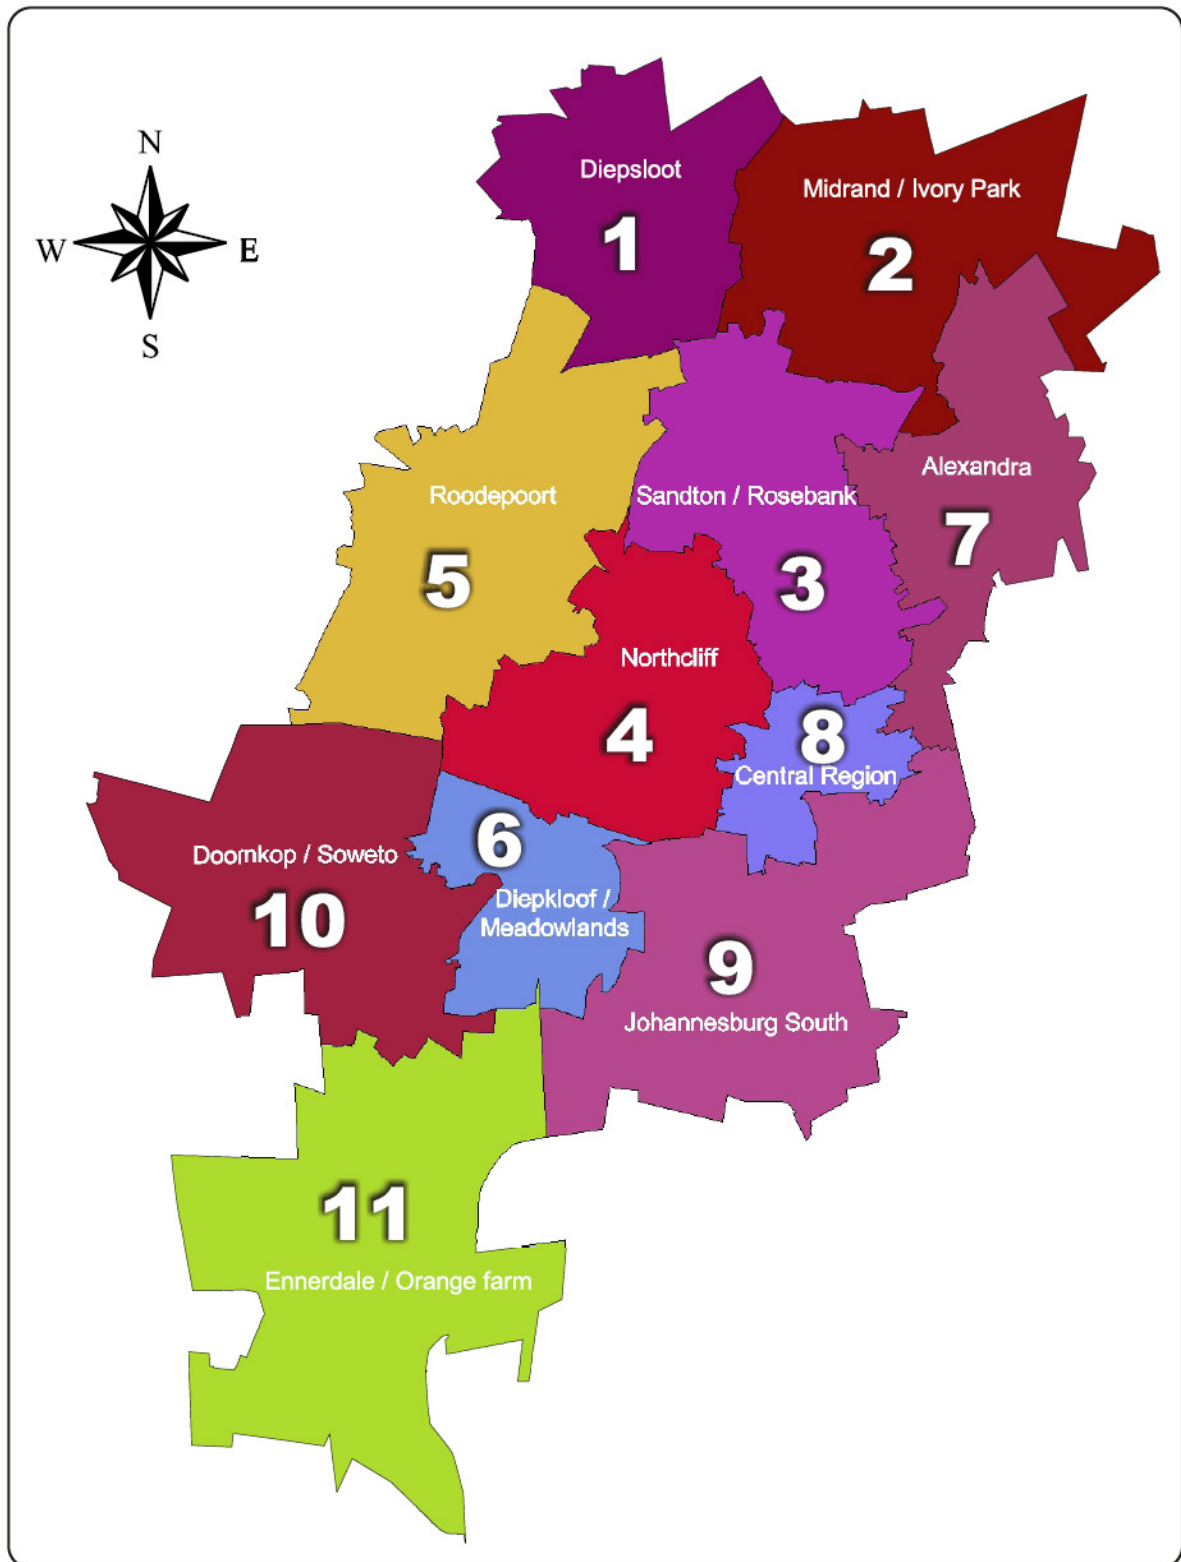 N
W
E
S
Diepsloot
1
Midrand / Ivory Park
2
Alexandra
7
Roodepoort
5
Sandton / Rosebank
3
Northcliff
4
8
Central Region
6
Diepkloof /
Meadowlands
Doornkop / Soweto
10
9
Johannesburg South
11
Ennerdale / Orange farm